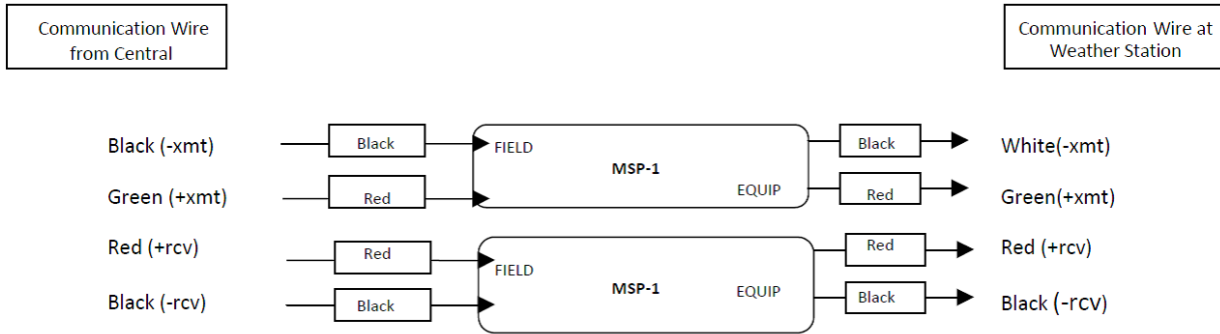 Communication Wire
from Central
Communication Wire at
Weather Station
Black (-xmt)
Black
FIELD
MSP-1
Black
White(-xmt)
Green (+xmt)
Red
EQUIP
Red
Green(+xmt)
Red (+rcv)
Red
FIELD
MSP-1
EQUIP
Red
Red (+rcv)
Black (-rcv)
Black
Black
Black (-rcv)